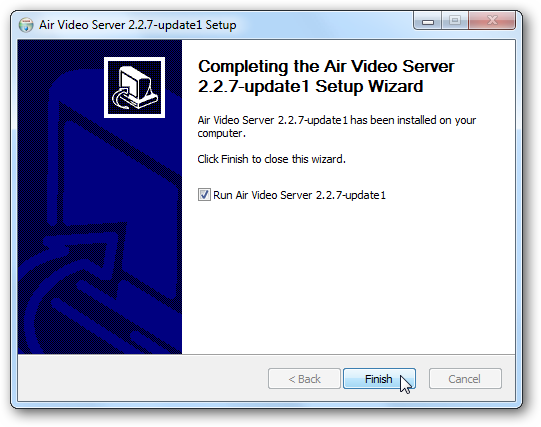 Air Video Server 2.2.7-update1 Setup
Completing the Air Video Server
2.2.7-update1 Setup Wizard
Air Video Server 2.2.7-update1 has been installed on your
computer.
Click Finish to close this wizard.
Run Air Video Server 2.2.7-update1
< Back
Finish
Cancel